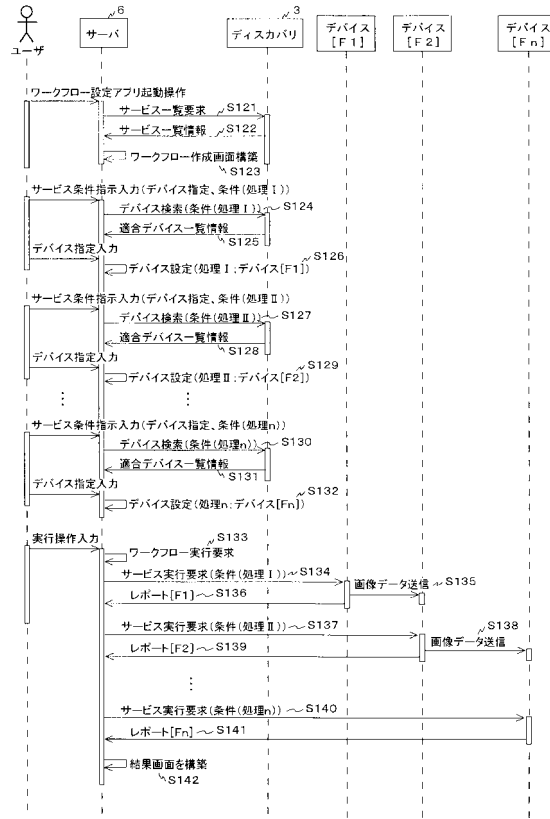 6
3
ユーザ
サーバ
ディスカバリ
デバイス
[F1]
デバイス
[F2]
デバイス
[Fn]
ワークフロー設定アプリ起動操作
サービス一覧要求 S121
サービス一覧情報 S122
ワークフロー作成画面構築
S123
サービス条件指示入力(デバイス指定、条件(処理Ⅰ))
デバイス検索(条件(処理Ⅰ)) S124
適合デバイス一覧情報
S125
デバイス指定入力
S126
デバイス設定(処理Ⅰ;デバイス[F1])
サービス条件指示入力(デバイス指定、条件(処理Ⅱ))
S127
デバイス検索(条件(処理Ⅱ))
適合デバイス一覧情報
S128
デバイス指定入力
S129
デバイス設定(処理Ⅱ;デバイス[F2])
サービス条件指示入力(デバイス指定、条件(処理n))
デバイス検索(条件(処理n)) S130
適合デバイス一覧情報
S131
デバイス指定入力
S132
デバイス設定(処理n;デバイス[Fn])
実行操作入力
S133
ワークフロー実行要求
サービス実行要求(条件(処理Ⅰ)) S134
画像データ送信 S135
レポート[F1] S136
サービス実行要求(条件(処理Ⅱ)) S137
S138
画像データ送信
レポート[F2] S139
サービス実行要求(条件(処理n)) S140
レポート[Fn] S141
結果画面を構築
S142